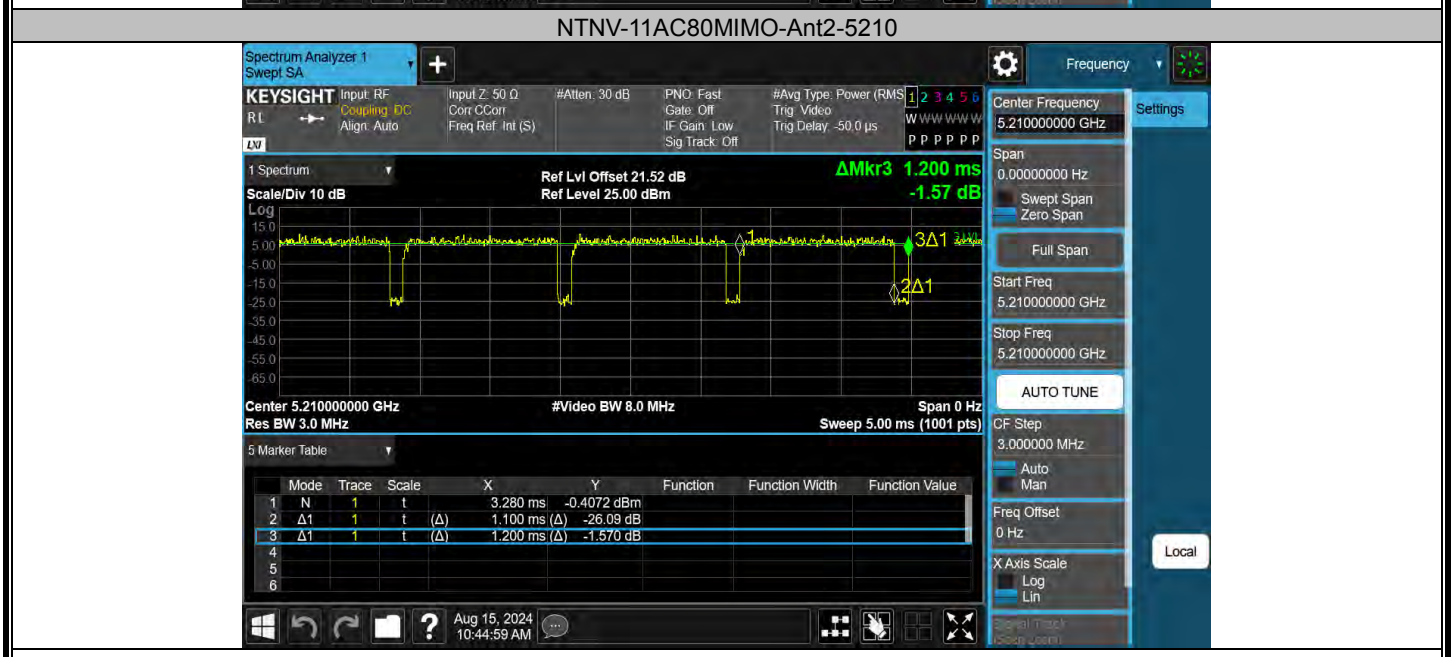 NTNV-11AC80MIMO-Ant2-5210
Spectrum Analyzer 1
Swept SA
Frequency
KEYSIGHT
RL
LXI
Input: RF
Coupling: DC
Align: Auto
Input Z: 50 Ω
Corr CCorr
Freq Ref: Int (S)
#Atten: 30 dB
PNO: Fast
Gate: Off
IF Gain: Low
Sig Track: Off
#Avg Type: Power (RMS
Trig: Video
Trig Delay: -50.0 µs
1 2 3 4 5 6
W W W W W W
P P P P P P
1 Spectrum
Scale/Div 10 dB
Log
Ref Lvl Offset 21.52 dB
Ref Level 25.00 dBm
ΔMkr3 1.200 ms
-1.57 dB
15.0
5.00
-5.00
-15.0
-25.0
-35.0
-45.0
-55.0
-65.0
1
3Δ1
2Δ1
Center 5.210000000 GHz
#Video BW 8.0 MHz
Span 0 Hz
Res BW 3.0 MHz
Sweep 5.00 ms (1001 pts)
5 Marker Table
Mode Trace Scale X Y Function Function Width Function Value
1 N 1 t 3.280 ms -0.4072 dBm
2 Δ1 1 t (Δ) 1.100 ms (Δ) -26.09 dB
3 Δ1 1 t (Δ) 1.200 ms (Δ) -1.570 dB
4
5
6
Aug 15, 2024
10:44:59 AM
Center Frequency
5.210000000 GHz
Span
0.00000000 Hz
Swept Span
Zero Span
Full Span
Start Freq
5.210000000 GHz
Stop Freq
5.210000000 GHz
AUTO TUNE
CF Step
3.000000 MHz
Auto
Man
Freq Offset
0 Hz
X Axis Scale
Log
Lin
Signal Track
Settings
Local